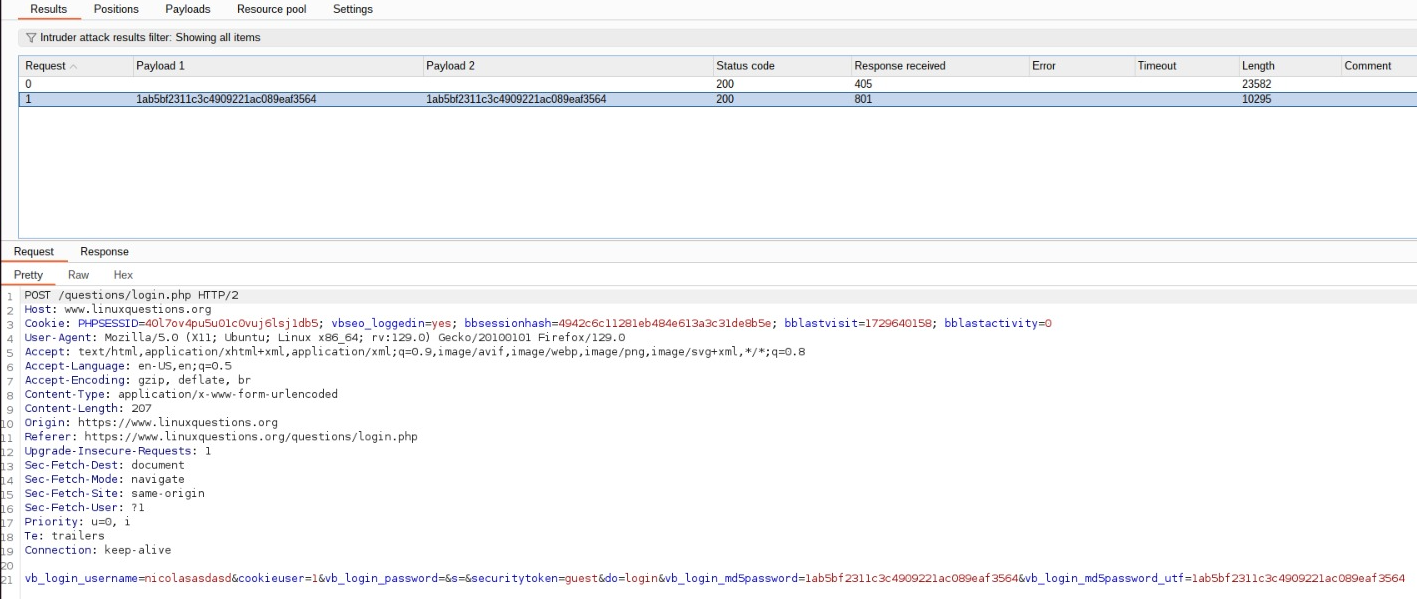 Results Positions Payloads Resource pool Settings
Intruder attack results filter: Showing all items
Request Payload 1 Payload 2 Status code Response received Error Timeout Length Comment
0 200 405 23582
1 1ab5bf2311c3c4909221ac089eaf3564 1ab5bf2311c3c4909221ac089eaf3564 200 801 10295
Request Response
Pretty Raw Hex
1 POST /questions/login.php HTTP/2
2 Host: www.linuxquestions.org
3 Cookie: PHPSESSID=40l7ov4pu5u01c0vuj6lsj1db5; vbseo_loggedin=yes; bbsessionhash=4942c6c11281eb484e613a3c31de8b5e; bblastvisit=1729640158; bblastactivity=0
4 User-Agent: Mozilla/5.0 (X11; Ubuntu; Linux x86_64; rv:129.0) Gecko/20100101 Firefox/129.0
5 Accept: text/html,application/xhtml+xml,application/xml;q=0.9,image/avif,image/webp,image/png,image/svg+xml,*/*;q=0.8
6 Accept-Language: en-US,en;q=0.5
7 Accept-Encoding: gzip, deflate, br
8 Content-Type: application/x-www-form-urlencoded
9 Content-Length: 207
10 Origin: https://www.linuxquestions.org
11 Referer: https://www.linuxquestions.org/questions/login.php
12 Upgrade-Insecure-Requests: 1
13 Sec-Fetch-Dest: document
14 Sec-Fetch-Mode: navigate
15 Sec-Fetch-Site: same-origin
16 Sec-Fetch-User: ?1
17 Priority: u=0, i
18 Te: trailers
19 Connection: keep-alive
20
21 vb_login_username=nicolasasdasd&cookieuser=1&vb_login_password=&s=&securitytoken=guest&do=login&vb_login_md5password=1ab5bf2311c3c4909221ac089eaf3564&vb_login_md5password_utf=1ab5bf2311c3c4909221ac089eaf3564